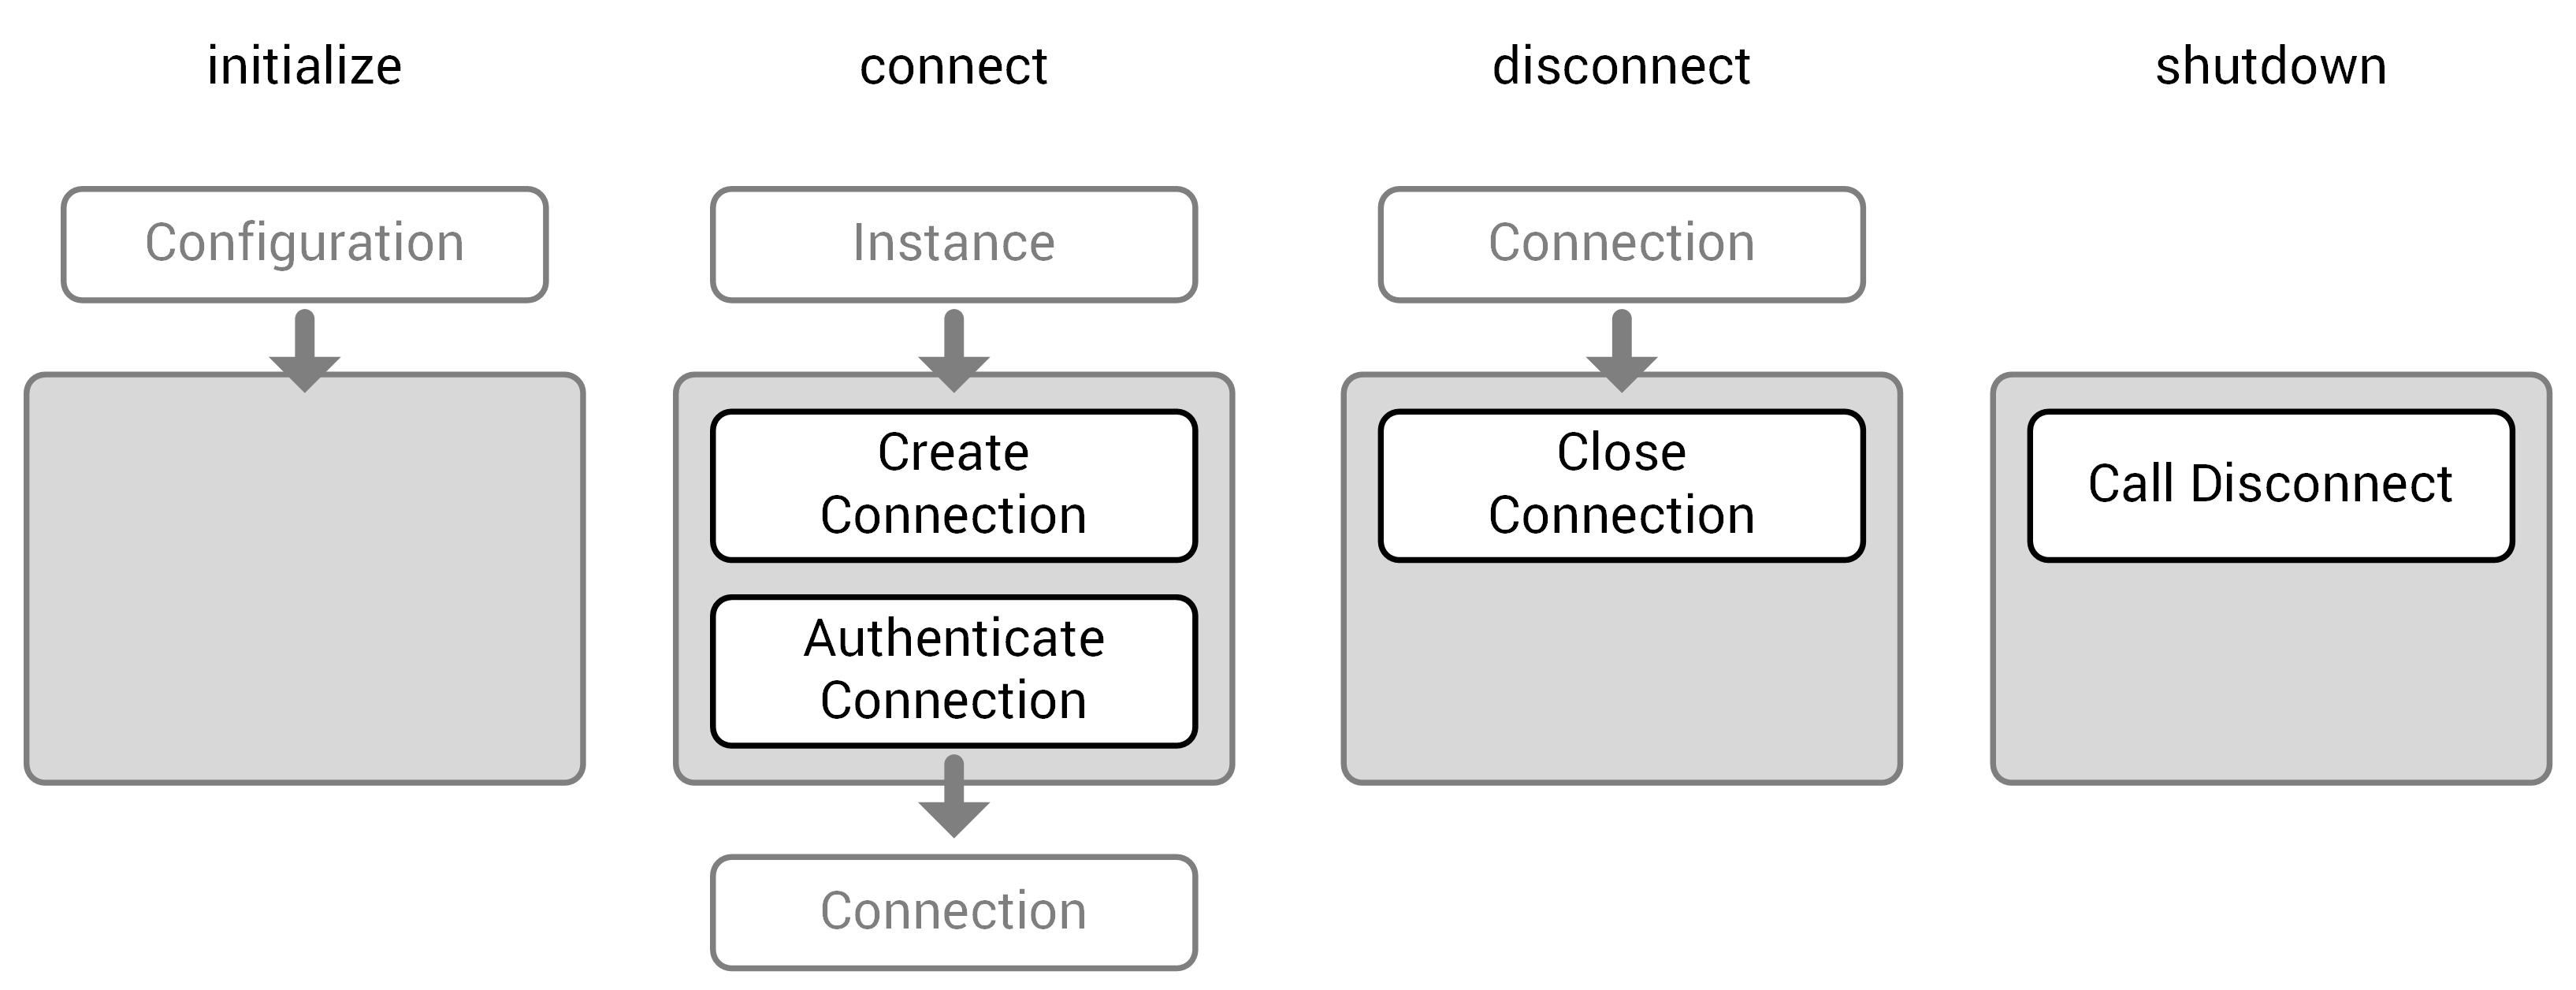 initialize
connect
disconnect
shutdown
Configuration
Instance
Connection
Create
Connection
Close
Connection
Call Disconnect
Authenticate
Connection
Connection